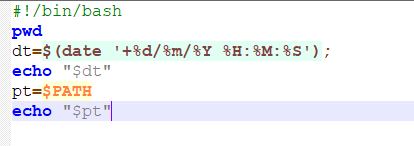 #!/bin/bash
pwd
dt=$(date '+%d/%m/%Y %H:%M:%S');
echo "$dt"
pt=$PATH
echo "$pt"